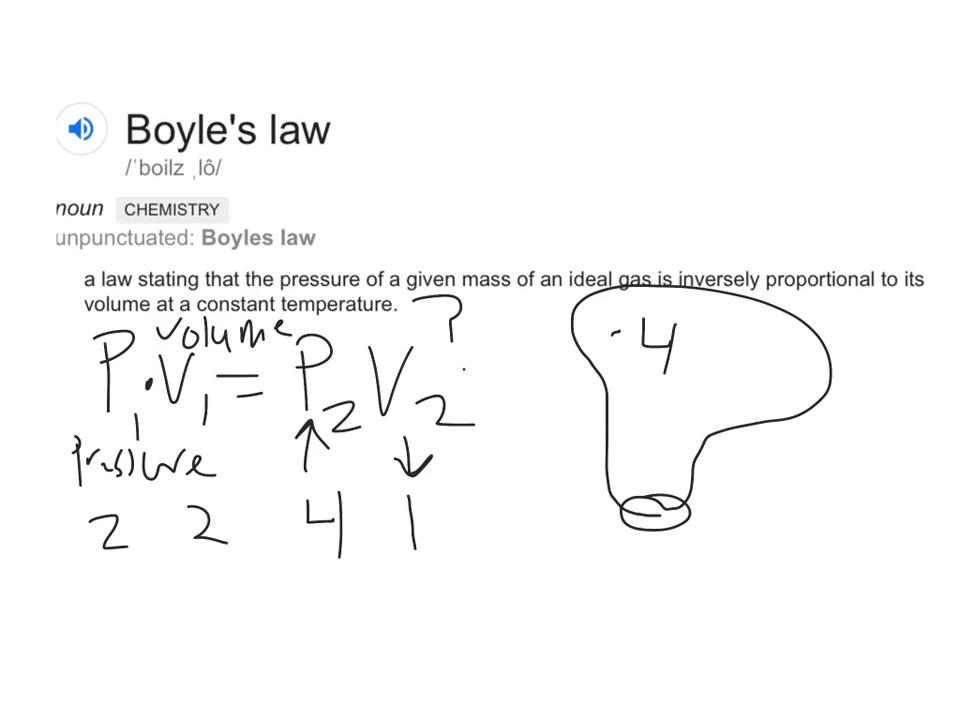 Boyle's law
/ˈboilz ˌlô/
noun CHEMISTRY
unpunctuated: Boyles law
a law stating that the pressure of a given mass of an ideal gas is inversely proportional to its
volume at a constant temperature.
volume ?
P1 · V1 = P2 V2
↑ ↓
Pressure
2 2 4 1
· 4